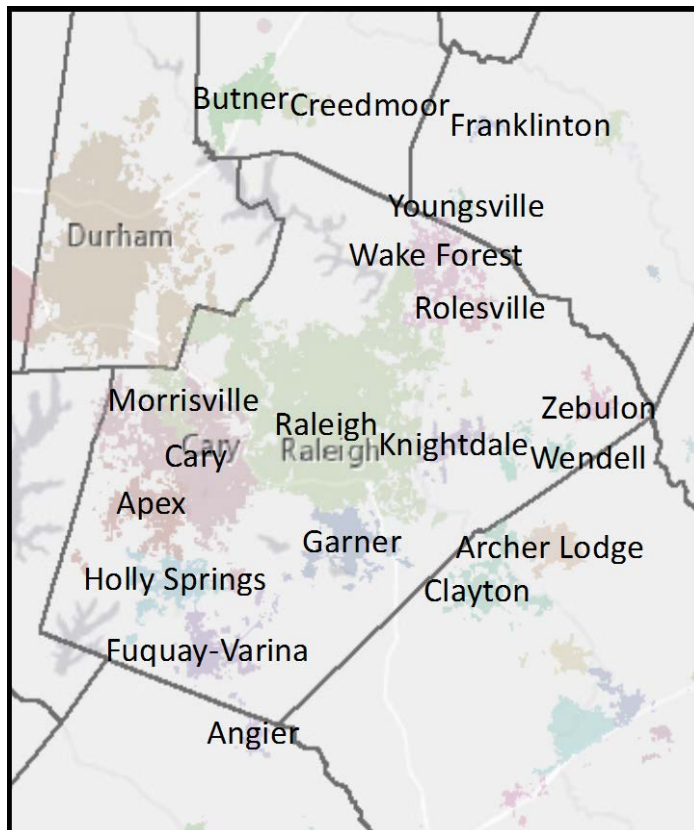 Butner
Creedmoor
Franklinton
Youngsville
Durham
Wake Forest
Rolesville
Morrisville
Zebulon
Raleigh
Knightdale
Cary
Cary
Raleigh
Wendell
Apex
Garner
Archer Lodge
Holly Springs
Clayton
Fuquay-Varina
Angier